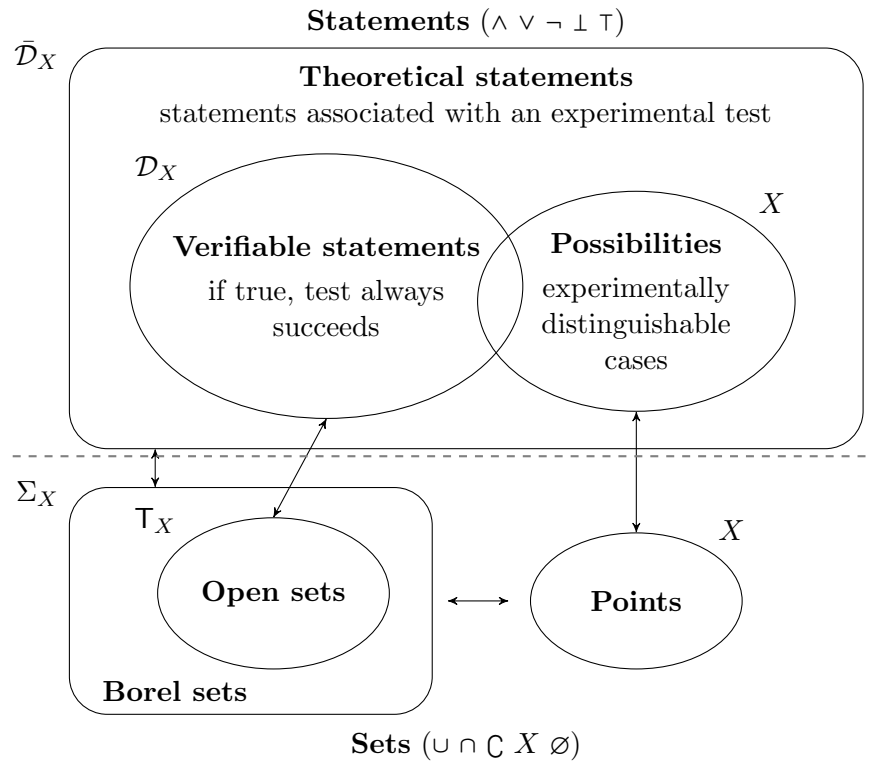 Statements (∧ ∨ ¬ ⊥ ⊤)
𝒟̄_X
Theoretical statements
statements associated with an experimental test
𝒟_X
X
Verifiable statements
if true, test always
succeeds
Possibilities
experimentally
distinguishable
cases
Σ_X
T_X
X
Open sets
Points
Borel sets
Sets (∪ ∩ ∁ X ∅)